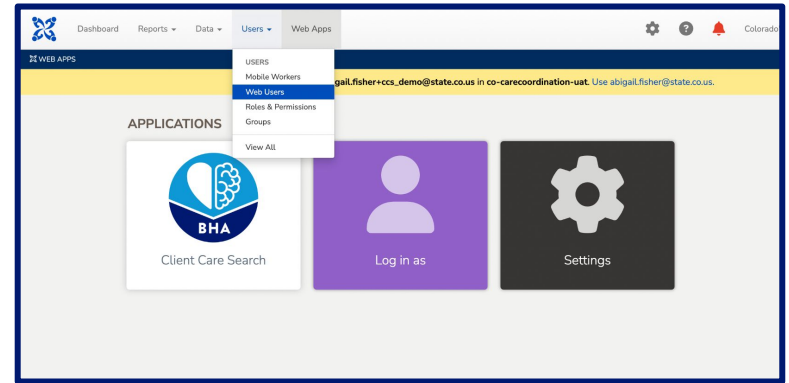 Dashboard Reports Data Users Web Apps ? Colorado
WEB APPS
USERS
Mobile Workers
Web Users
Roles & Permissions
Groups
View All
gail.fisher+ccs_demo@state.co.us in co-carecoordination-uat. Use abigail.fisher@state.co.us.
APPLICATIONS
BHA
Client Care Search
Log in as
Settings